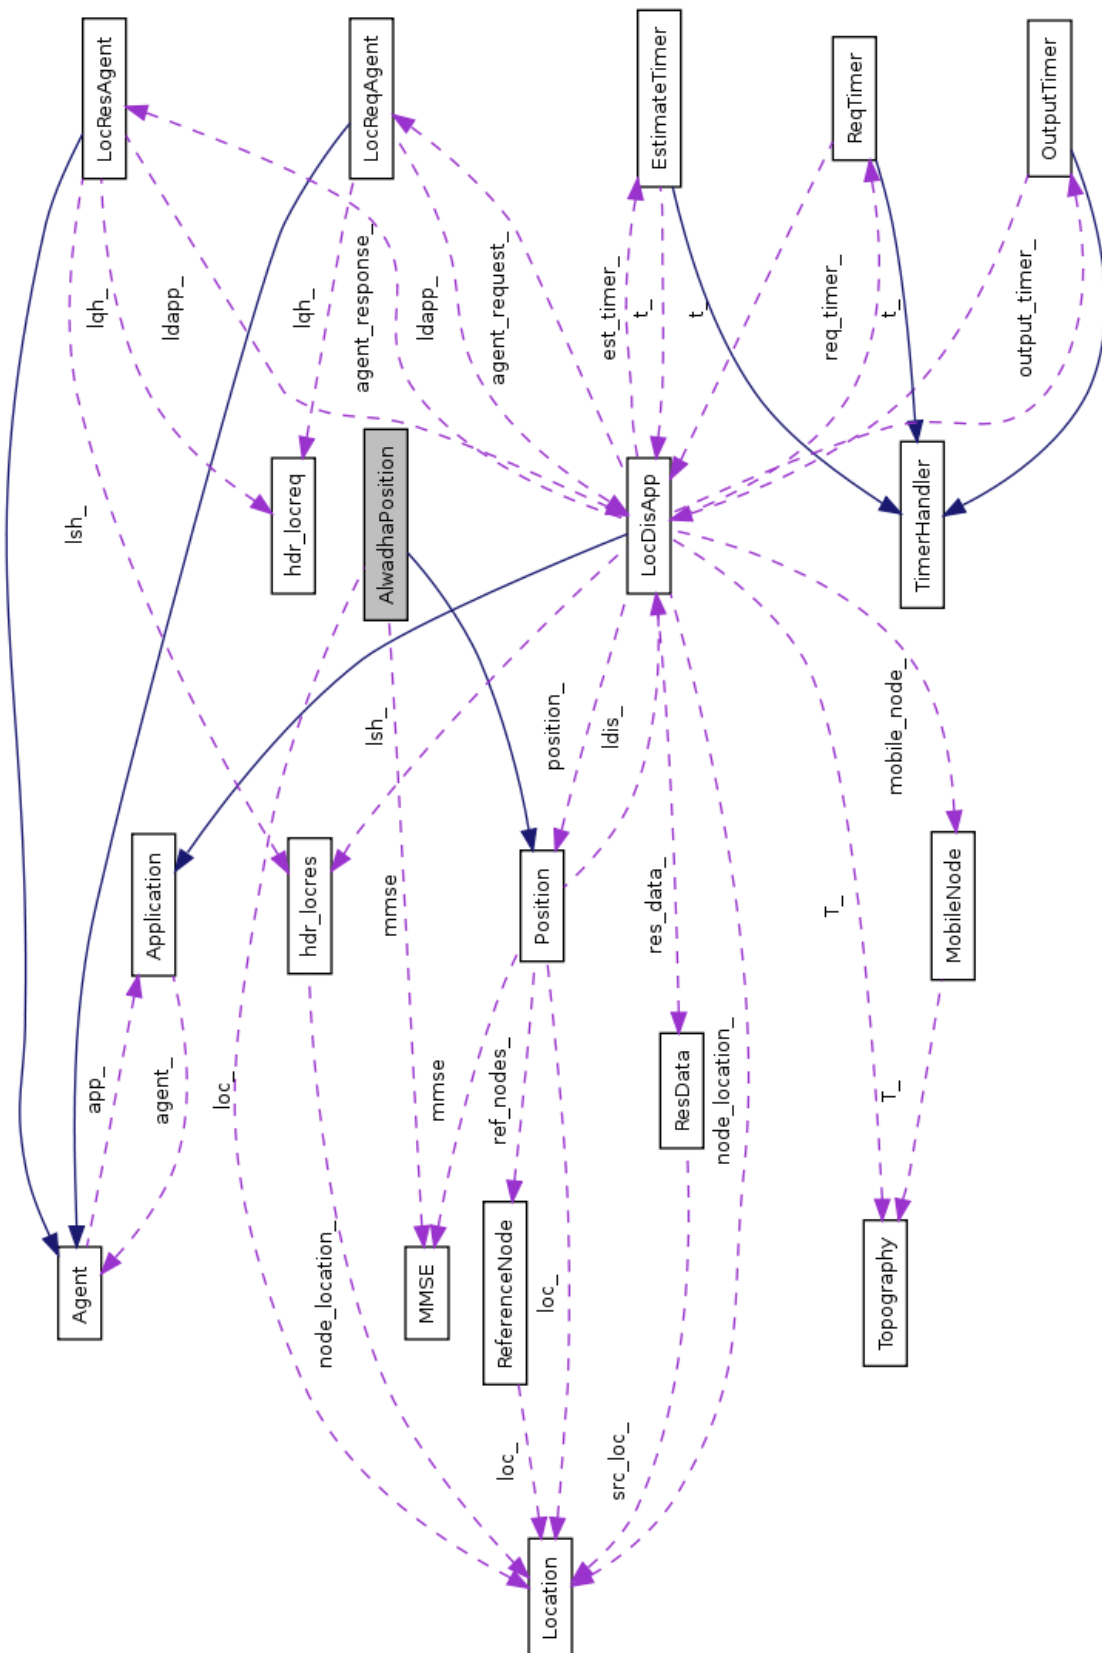 LocResAgent
LocReqAgent
EstimateTimer
ReqTimer
OutputTimer
lqh_
ldapp_
lqh_
agent_response_
ldapp_
agent_request_
est_timer_
t_
t_
req_timer_
t_
output_timer_
lsh_
hdr_locreq
AlwadhaPosition
LocDisApp
TimerHandler
lsh_
position_
ldis_
mobile_node_
Application
hdr_locres
mmse
Position
res_data_
T_
MobileNode
app_
agent_
loc_
mmse
ref_nodes_
ResData
node_location_
T_
Agent
node_location_
MMSE
ReferenceNode
loc_
Topography
loc_
src_loc_
Location